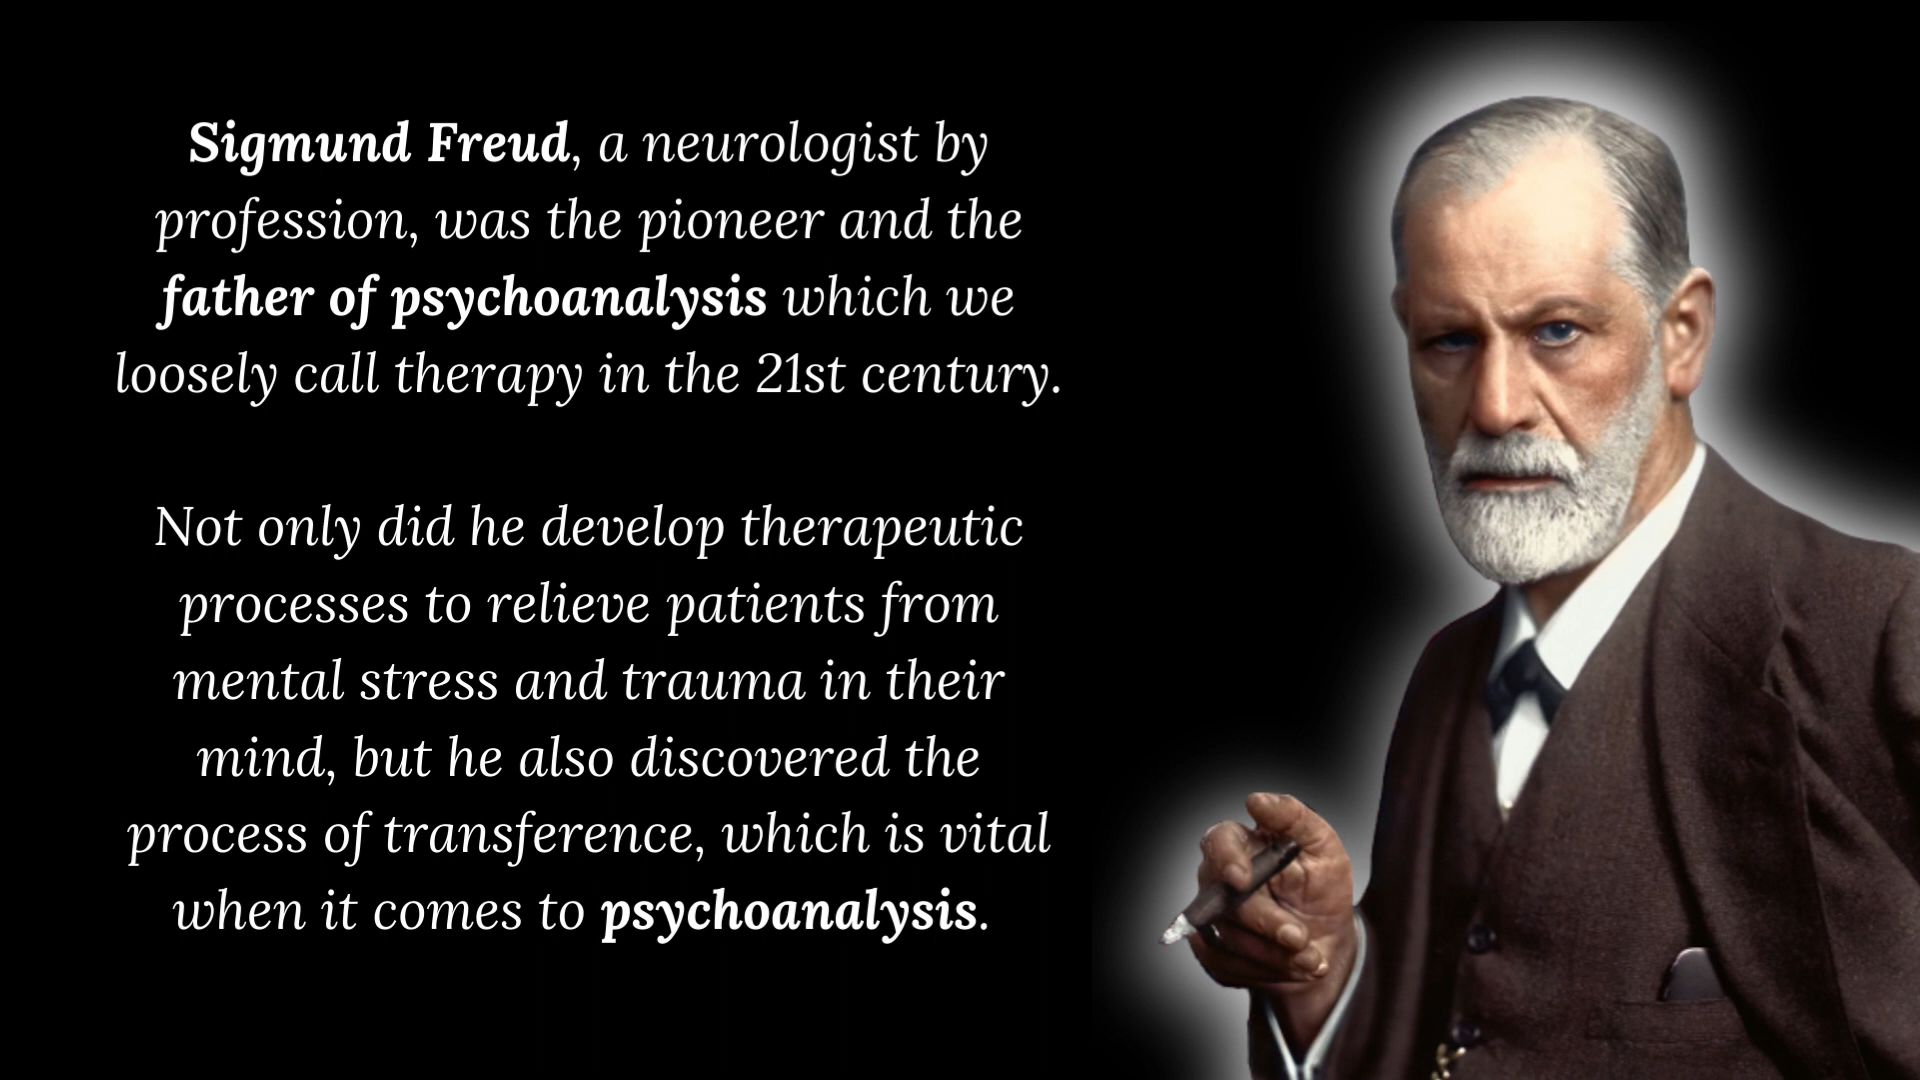 Sigmund Freud, a neurologist by
profession, was the pioneer and the
father of psychoanalysis which we
loosely call therapy in the 21st century.
Not only did he develop therapeutic
processes to relieve patients from
mental stress and trauma in their
mind, but he also discovered the
process of transference, which is vital
when it comes to psychoanalysis.